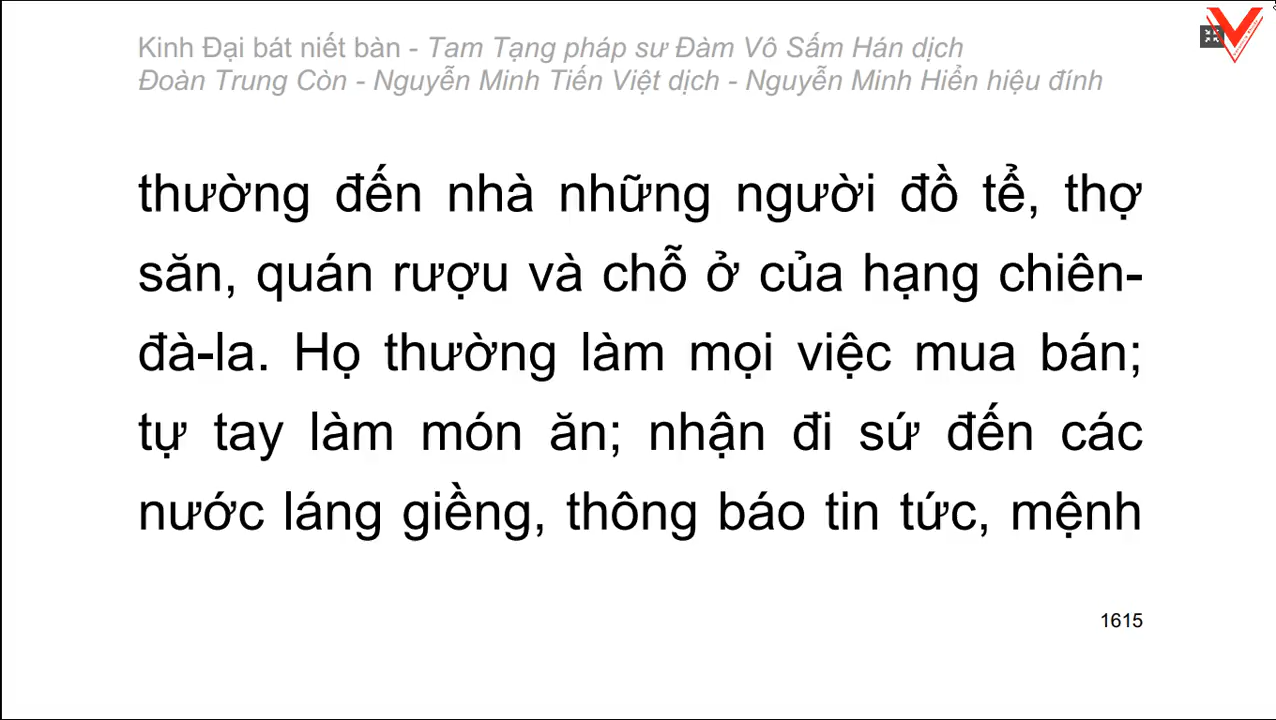 Kinh Đại bát niết bàn - Tam Tạng pháp sư Đàm Vô Sấm Hán dịch
Đoàn Trung Còn - Nguyễn Minh Tiến Việt dịch - Nguyễn Minh Hiển hiệu đính
thường đến nhà những người đồ tể, thợ
săn, quán rượu và chỗ ở của hạng chiên-
đà-la. Họ thường làm mọi việc mua bán;
tự tay làm món ăn; nhận đi sứ đến các
nước láng giềng, thông báo tin tức, mệnh
1615